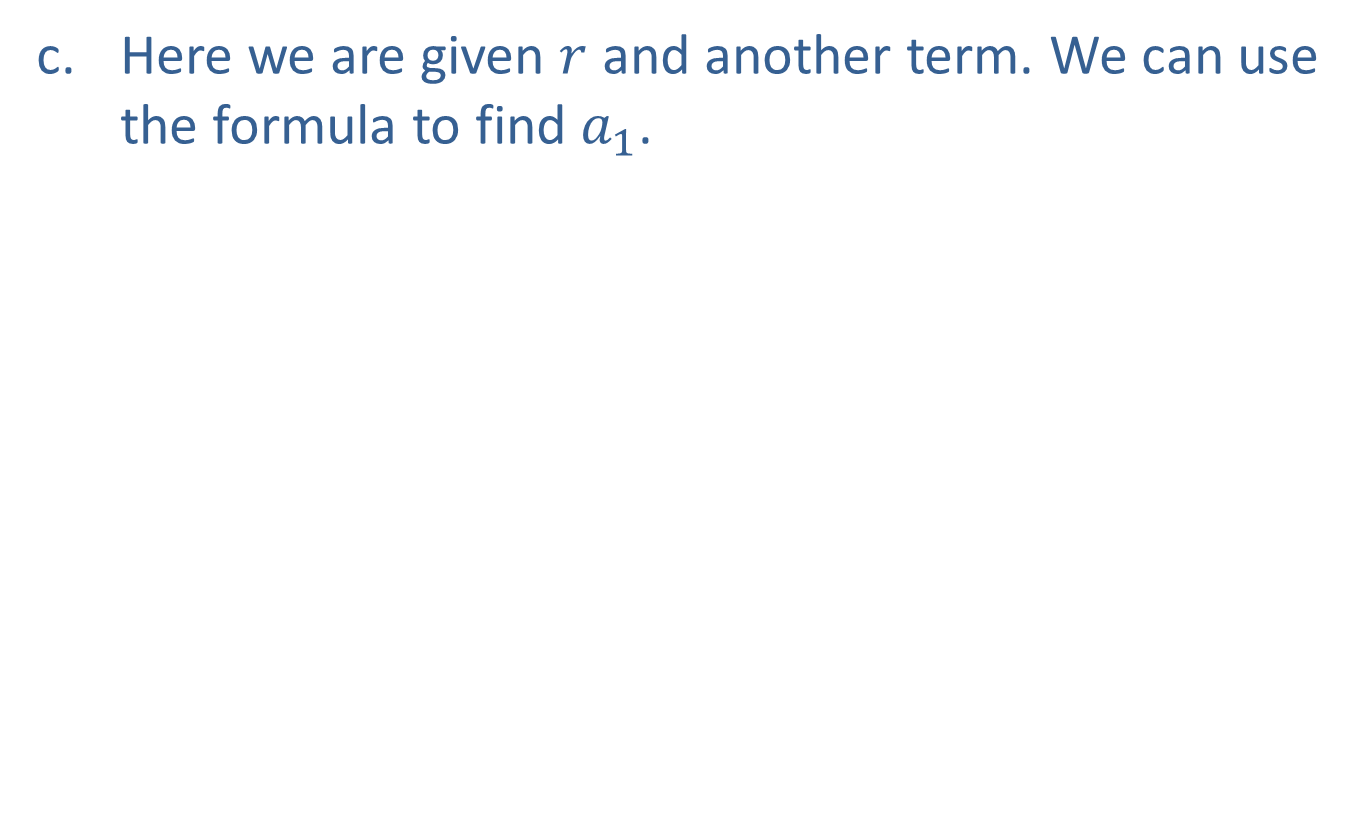 c. Here we are given r and another term. We can use
the formula to find a₁.